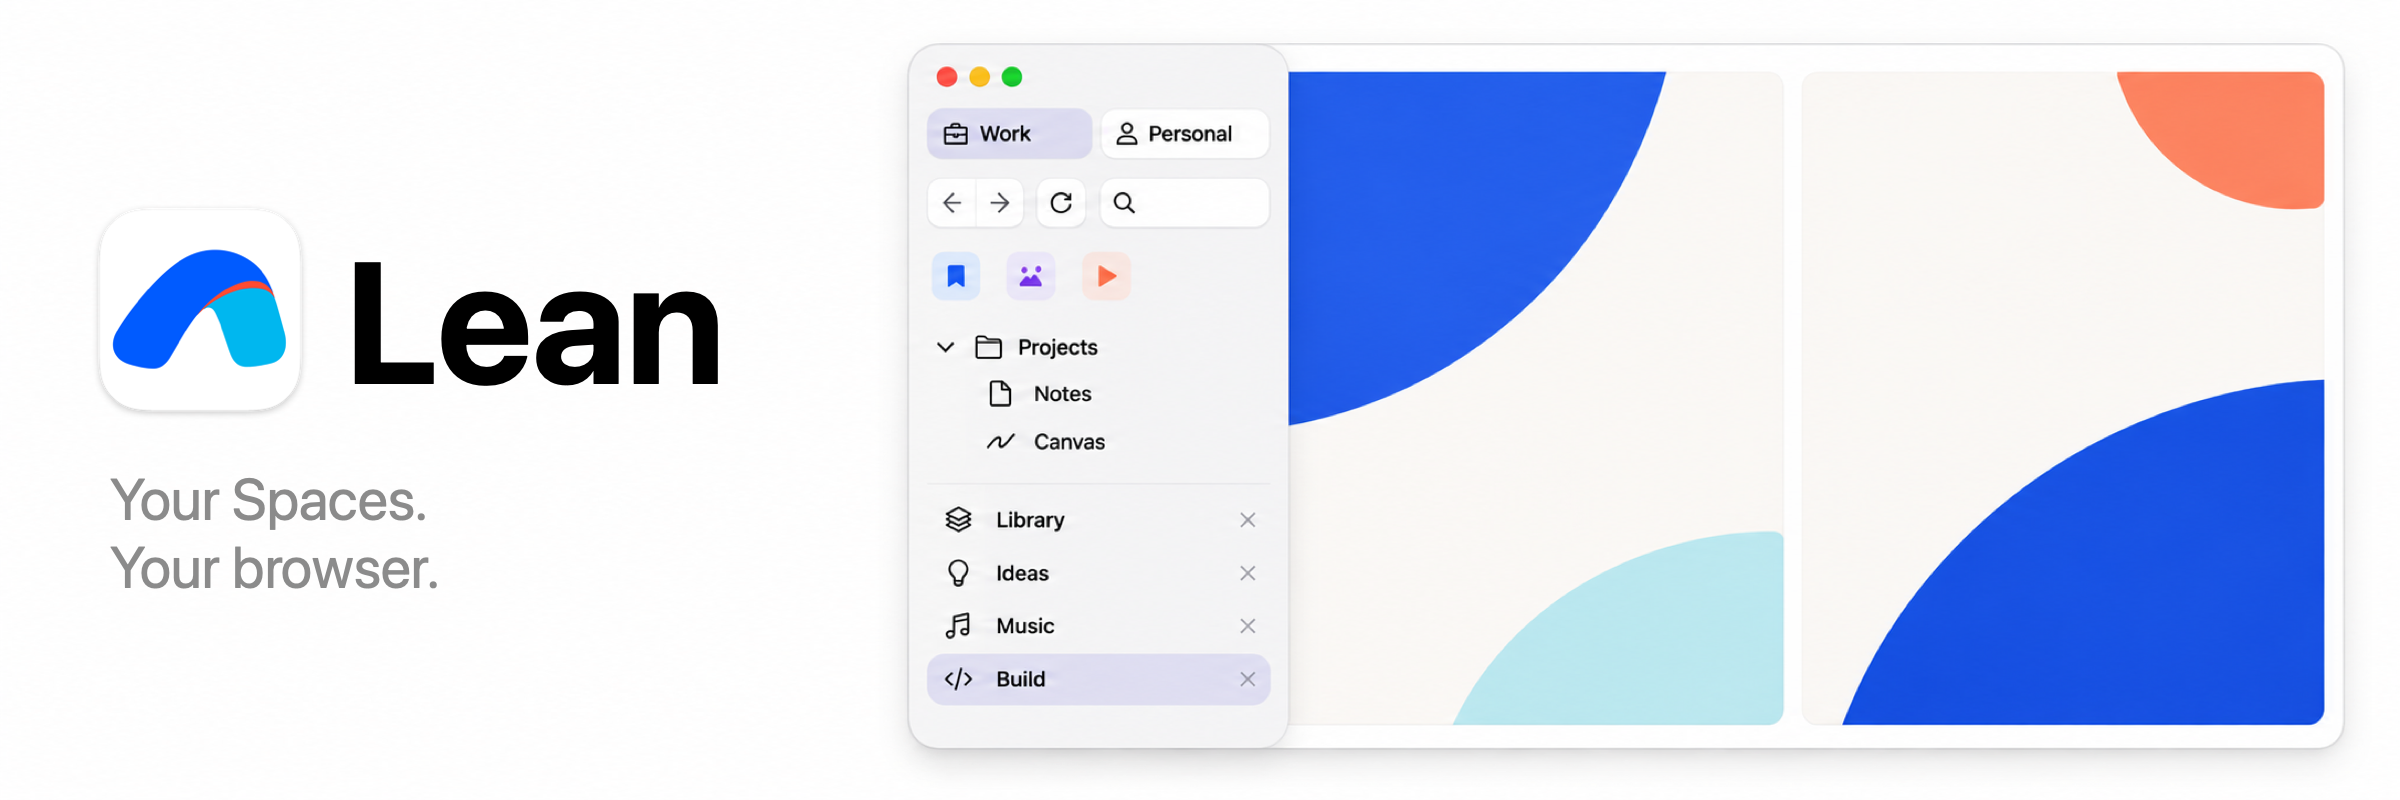 Lean
Your Spaces.
Your browser.
Work
Personal
Projects
Notes
Canvas
Library
Ideas
Music
Build